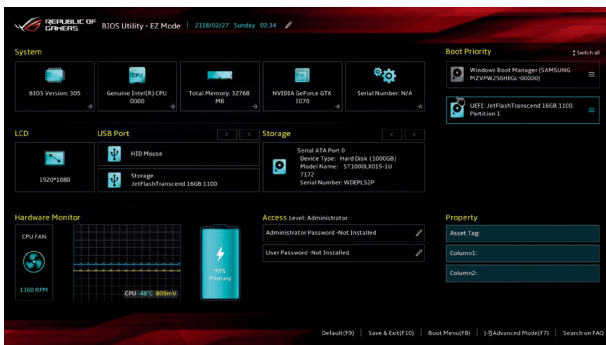 REPUBLIC OF
GAMERS
BIOS Utility - EZ Mode
2118/02/27 Sunday 02:34
System
BIOS Version: 305
CPU
Genuine Intel(R) CPU
0000
Total Memory: 32768
MB
NVIDIA GeForce GTX
1070
Serial Number: N/A
Boot Priority
Switch all
Windows Boot Manager (SAMSUNG
MZVPW256HEGL-00000)
UEFI: JetFlashTranscend 16GB 1100,
Partition 1
LCD
1920*1080
USB Port
HID Mouse
Storage
JetFlashTranscend 16GB 1100
Storage
Serial ATA Port 0
Device Type: Hard Disk (1000GB)
Model Name: ST1000LX015-1U
7172
Serial Number: WDEPLS2P
Hardware Monitor
CPU FAN
1360 RPM
CPU 48°C 809mV
99%
Primary
Access Level: Administrator
Administrator Password -Not Installed
User Password -Not Installed
Property
Asset Tag:
Column1:
Column2:
Default(F9)
Save & Exit(F10)
Boot Menu(F8)
Advanced Mode(F7)
Search on FAQ